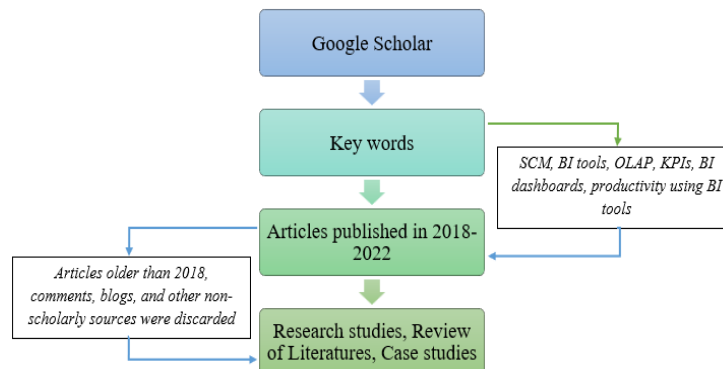 Google Scholar
Key words
SCM, BI tools, OLAP, KPIs, BI
dashboards, productivity using BI
tools
Articles published in 2018-
2022
Articles older than 2018,
comments, blogs, and other non-
scholarly sources were discarded
Research studies, Review
of Literatures, Case studies